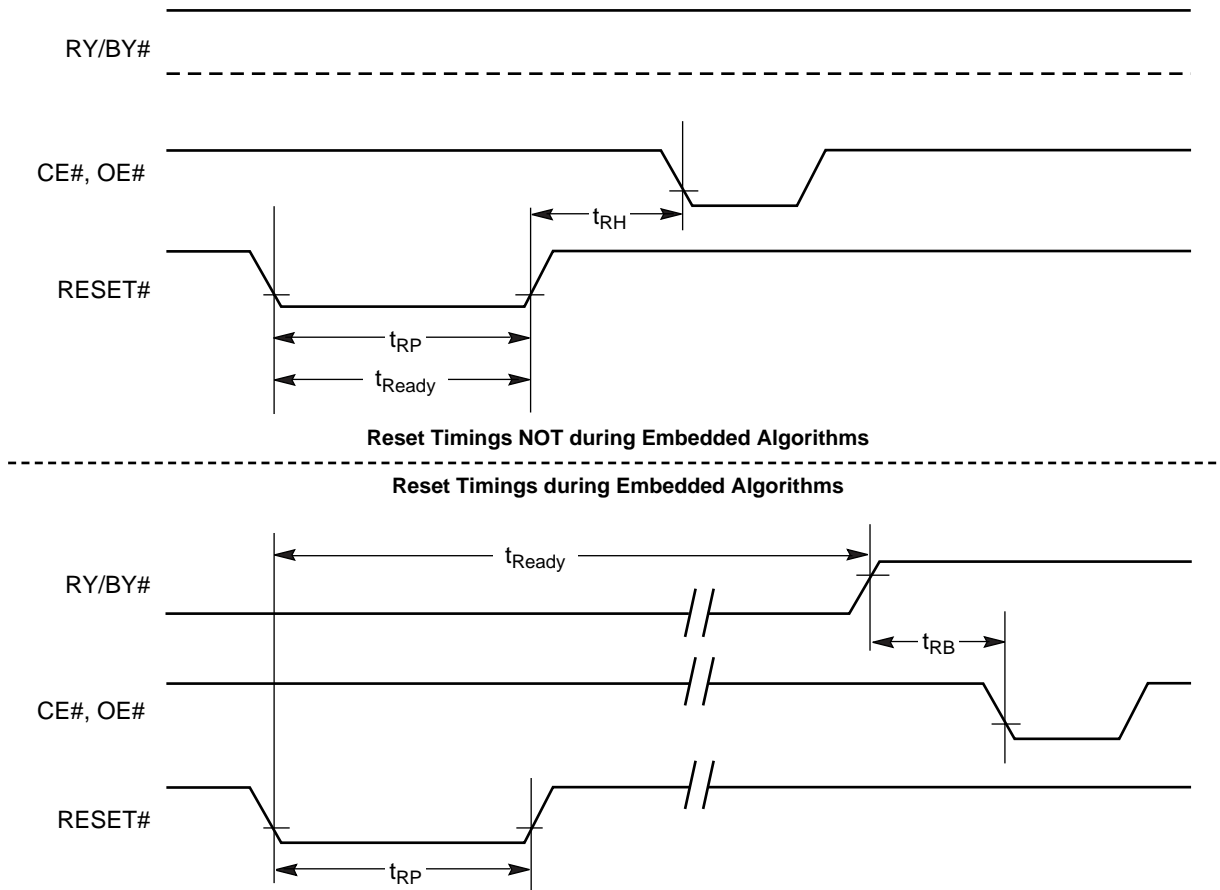 RY/BY#
CE#, OE#
tRH
RESET#
tRP
tReady
Reset Timings NOT during Embedded Algorithms
Reset Timings during Embedded Algorithms
tReady
RY/BY#
tRB
CE#, OE#
RESET#
tRP